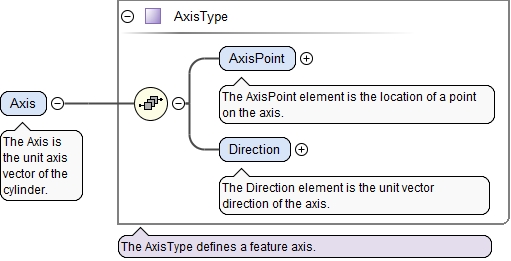 AxisType
AxisPoint
The AxisPoint element is the location of a point
on the axis.
Axis
The Axis is
the unit axis
vector of the
cylinder.
Direction
The Direction element is the unit vector
direction of the axis.
The AxisType defines a feature axis.